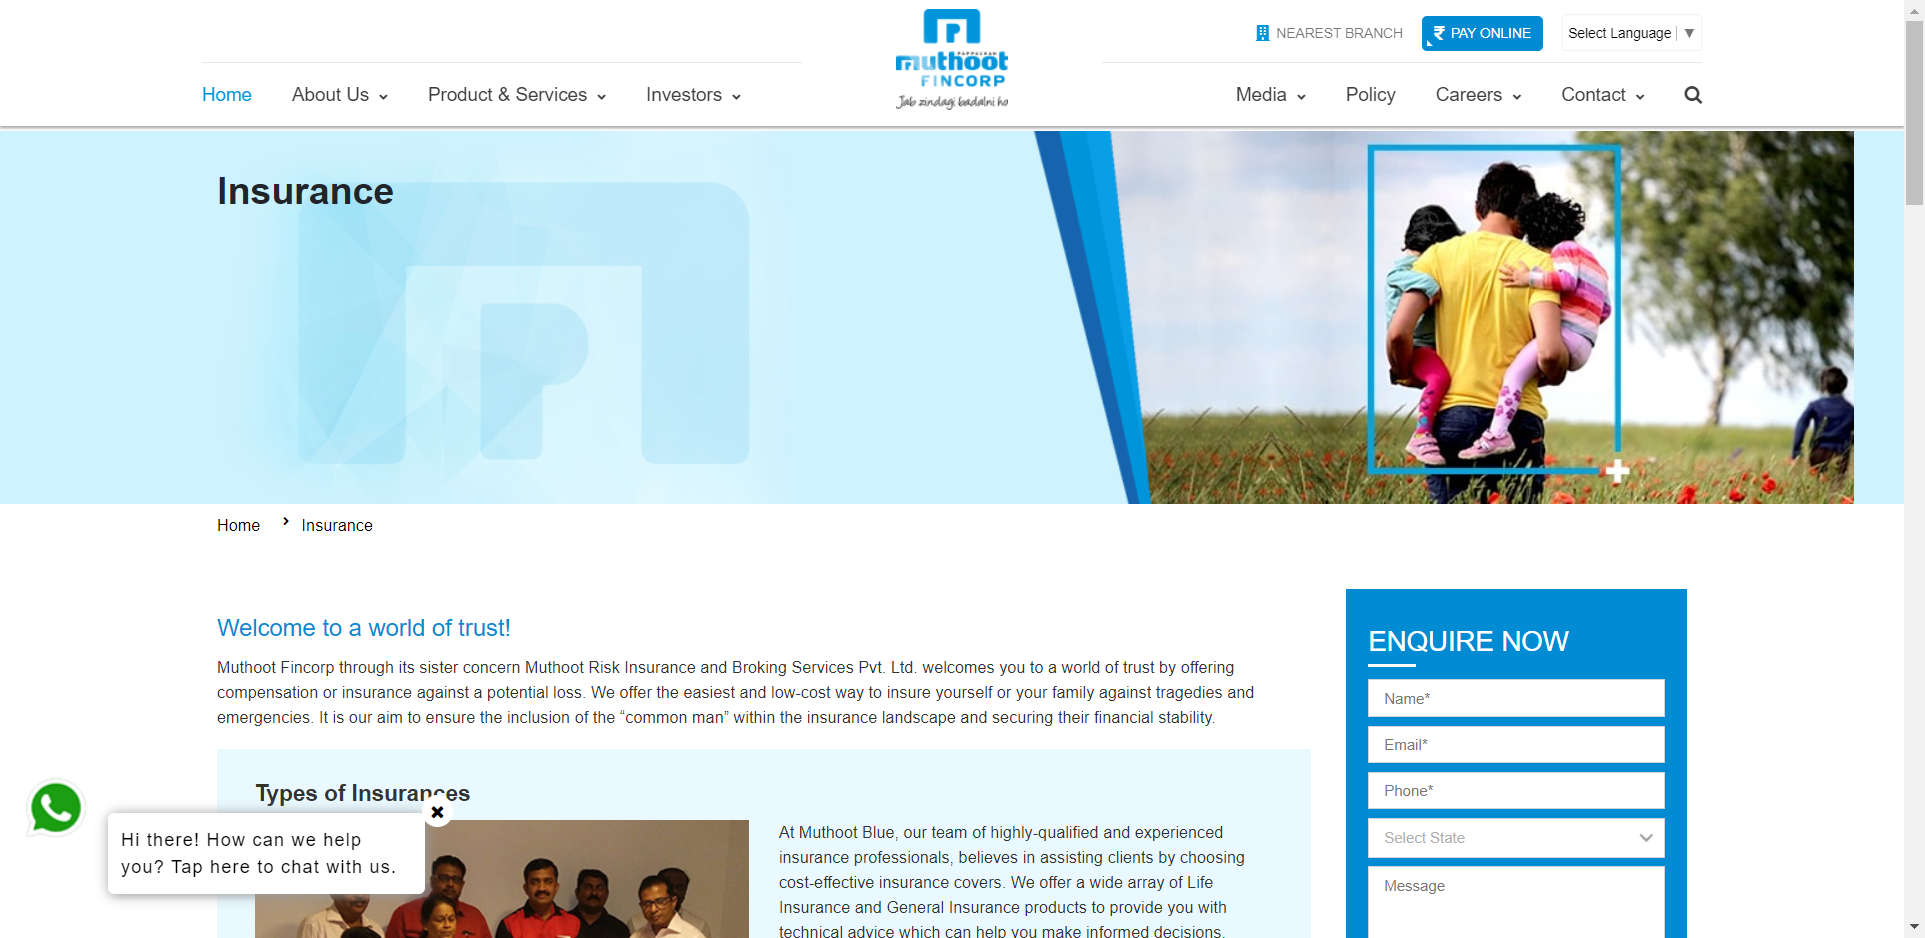 NEAREST BRANCH
PAY ONLINE
Select Language ▼
PAPPACHAN
muthoot
FINCORP
Jab zindagi badalni ho
Home
About Us
Product & Services
Investors
Media
Policy
Careers
Contact
Insurance
Home > Insurance
Welcome to a world of trust!
Muthoot Fincorp through its sister concern Muthoot Risk Insurance and Broking Services Pvt. Ltd. welcomes you to a world of trust by offering
compensation or insurance against a potential loss. We offer the easiest and low-cost way to insure yourself or your family against tragedies and
emergencies. It is our aim to ensure the inclusion of the “common man” within the insurance landscape and securing their financial stability.
Types of Insurances
At Muthoot Blue, our team of highly-qualified and experienced
insurance professionals, believes in assisting clients by choosing
cost-effective insurance covers. We offer a wide array of Life
Insurance and General Insurance products to provide you with
technical advice which can help you make informed decisions.
ENQUIRE NOW
Name*
Email*
Phone*
Select State
Message
Hi there! How can we help
you? Tap here to chat with us.